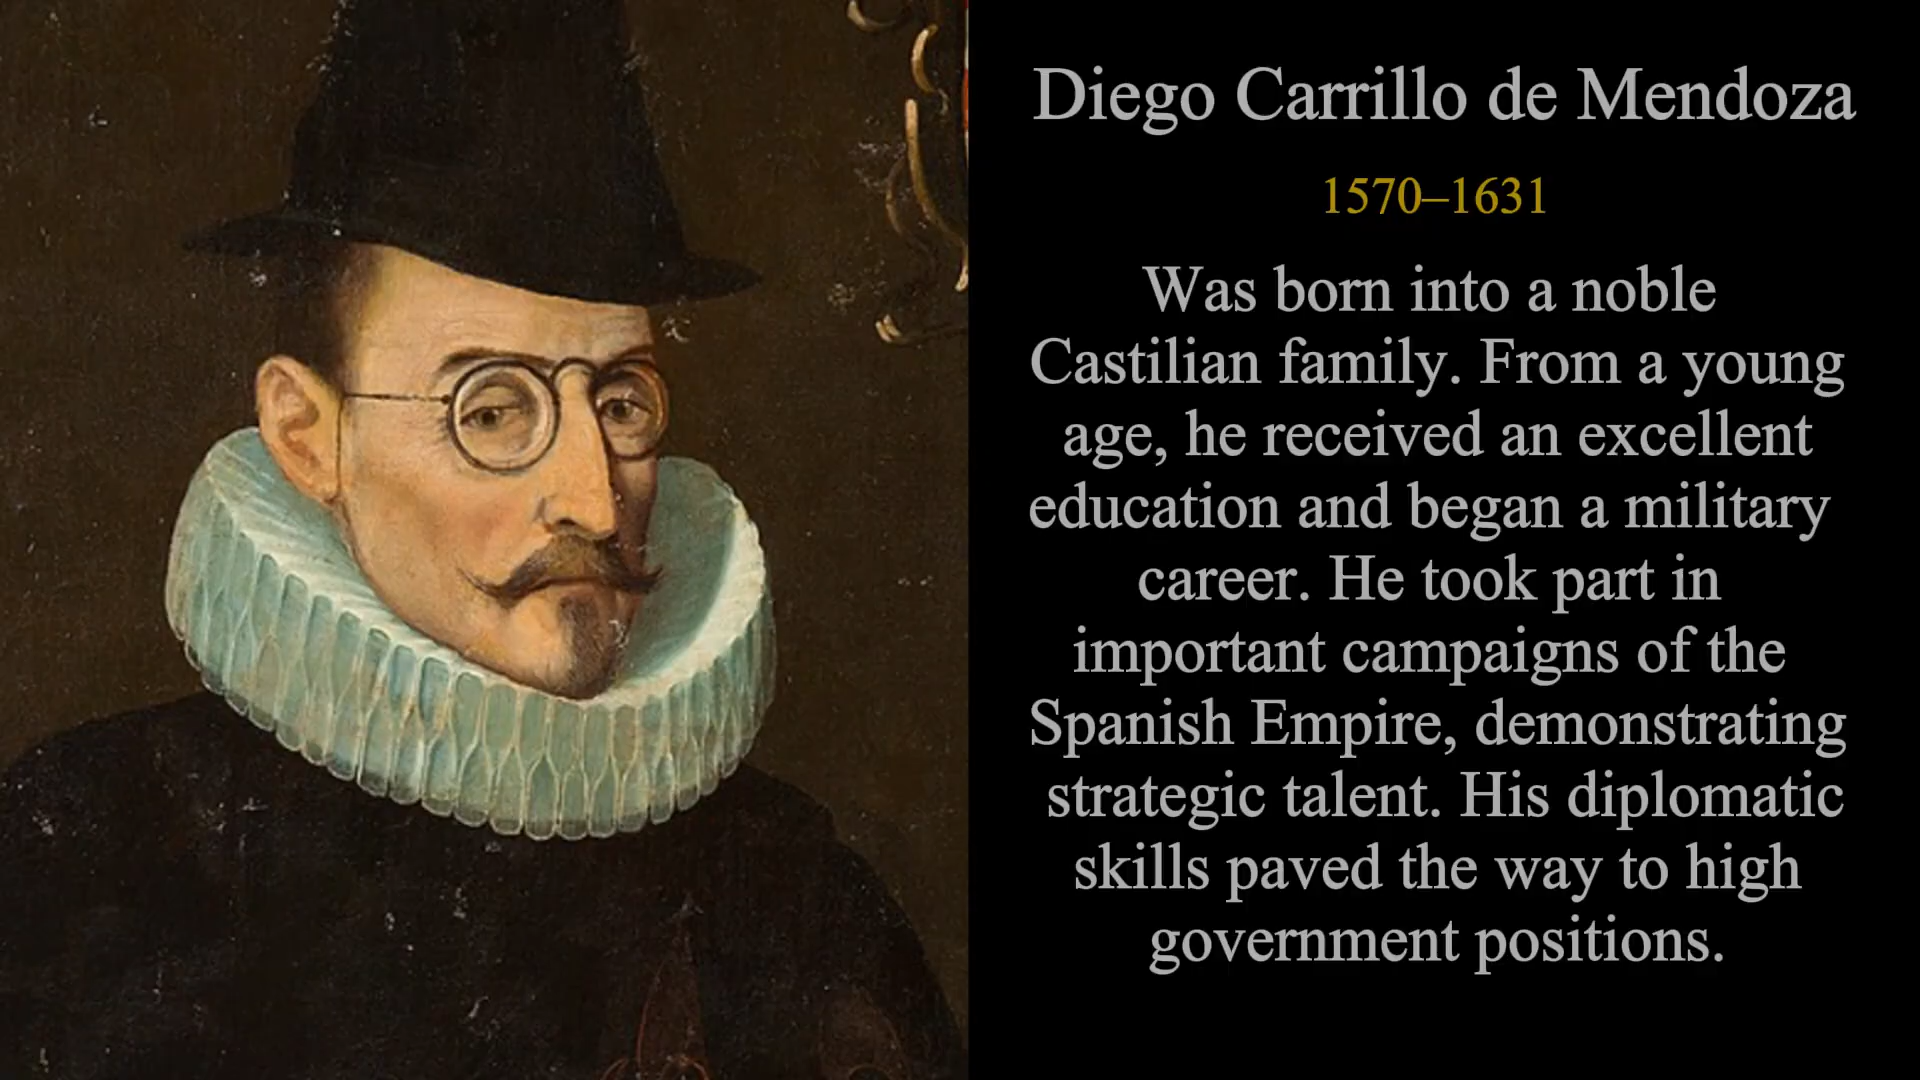 Diego Carrillo de Mendoza
1570–1631
Was born into a noble
Castilian family. From a young
age, he received an excellent
education and began a military
career. He took part in
important campaigns of the
Spanish Empire, demonstrating
strategic talent. His diplomatic
skills paved the way to high
government positions.